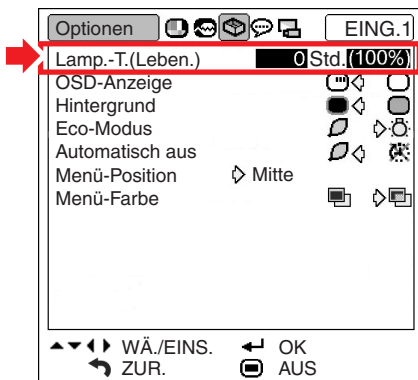 Optionen EING.1
Lamp.-T.(Leben.) 0 Std.(100%)
OSD-Anzeige
Hintergrund
Eco-Modus
Automatisch aus
Menü-Position Mitte
Menü-Farbe
WÄ./EINS. OK
ZUR. AUS